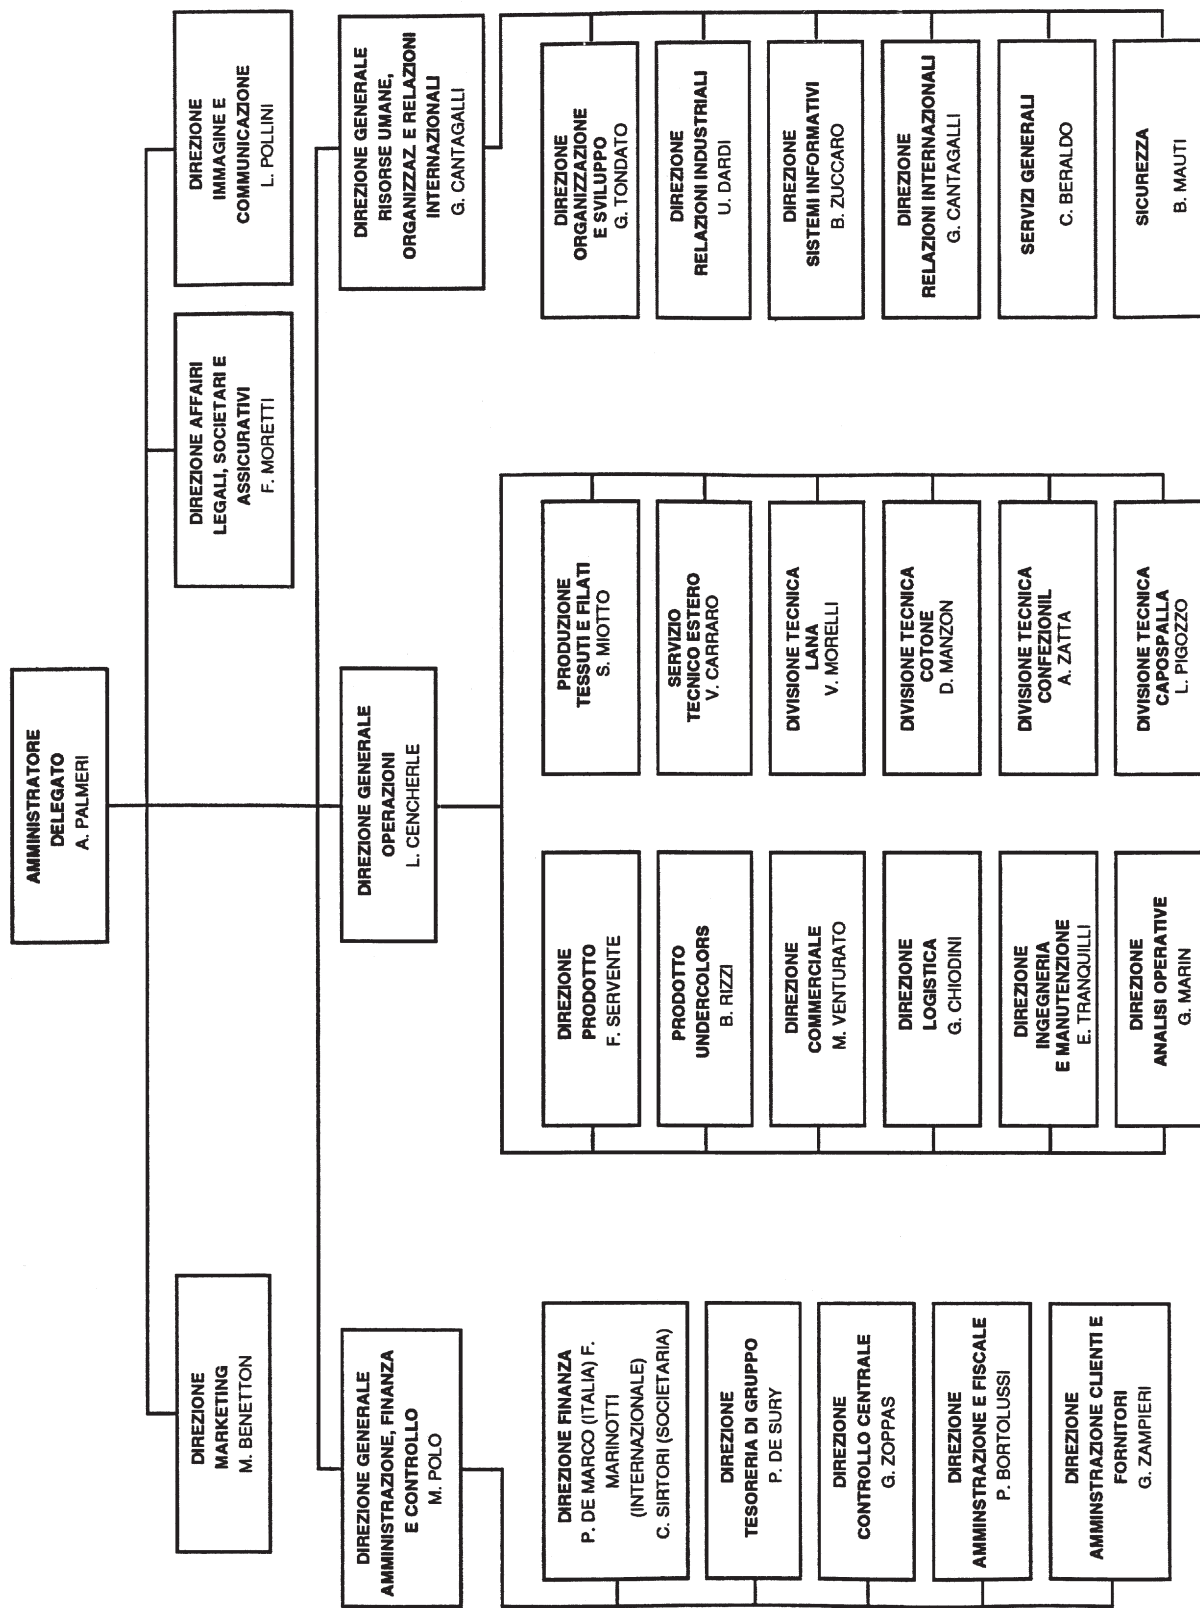 AMMINISTRATORE
DELEGATO
A. PALMERI
DIREZIONE
MARKETING
M. BENETTON
DIREZIONE AFFAIRI
LEGALI, SOCIETARI E
ASSICURATIVI
F. MORETTI
DIREZIONE
IMMAGINE E
COMMUNICAZIONE
L. POLLINI
DIREZIONE GENERALE
AMMINISTRAZIONE, FINANZA
E CONTROLLO
M. POLO
DIREZIONE GENERALE
OPERAZIONI
L. CENCHERLE
DIREZIONE GENERALE
RISORSE UMANE,
ORGANIZZAZ. E RELAZIONI
INTERNAZIONALI
G. CANTAGALLI
DIREZIONE FINANZA
P. DE MARCO (ITALIA) F.
MARINOTTI
(INTERNAZIONALE)
C. SIRTORI (SOCIETARIA)
DIREZIONE
TESORERIA DI GRUPPO
P. DE SURY
DIREZIONE
CONTROLLO CENTRALE
G. ZOPPAS
DIREZIONE
AMMINSTRAZIONE E FISCALE
P. BORTOLUSSI
DIREZIONE
AMMINSTRAZIONE CLIENTI E
FORNITORI
G. ZAMPIERI
DIREZIONE
PRODOTTO
F. SERVENTE
PRODOTTO
UNDERCOLORS
B. RIZZI
DIREZIONE
COMMERCIALE
M. VENTURATO
DIREZIONE
LOGISTICA
G. CHIODINI
DIREZIONE
INGEGNERIA
E MANUTENZIONE
E. TRANQUILLI
DIREZIONE
ANALISI OPERATIVE
G. MARIN
PRODUZIONE
TESSUTI E FILATI
S. MIOTTO
SERVIZIO
TECNICO ESTERO
V. CARRARO
DIVISIONE TECNICA
LANA
V. MORELLI
DIVISIONE TECNICA
COTONE
D. MANZON
DIVISIONE TECNICA
CONFEZIONIL
A. ZATTA
DIVISIONE TECNICA
CAPOSPALLA
L. PIGOZZO
DIREZIONE
ORGANIZZAZIONE
E SVILUPPO
G. TONDATO
DIREZIONE
RELAZIONI INDUSTRIALI
U. DARDI
DIREZIONE
SISTEMI INFORMATIVI
B. ZUCCARO
DIREZIONE
RELAZIONI INTERNAZIONALI
G. CANTAGALLI
SERVIZI GENERALI
C. BERALDO
SICUREZZA
B. MAUTI